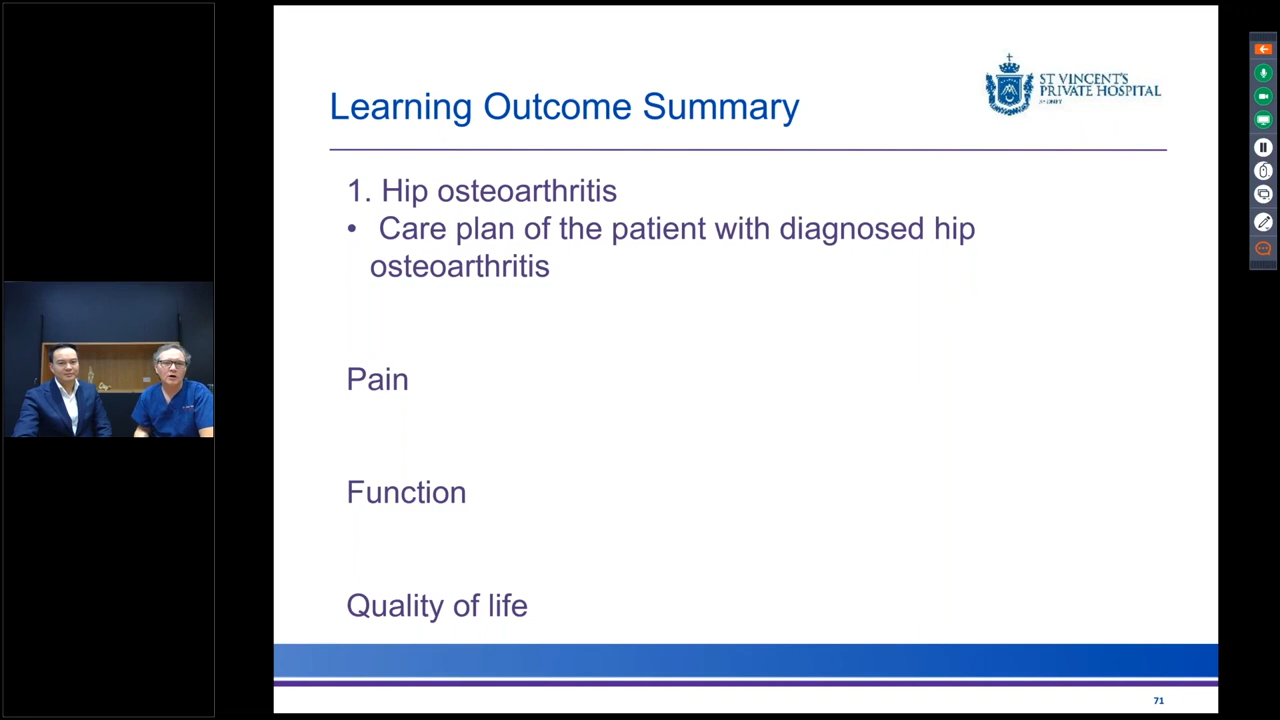 Learning Outcome Summary
ST VINCENT'S
PRIVATE HOSPITAL
SYDNEY
1. Hip osteoarthritis
• Care plan of the patient with diagnosed hip
osteoarthritis
Pain
Function
Quality of life
71